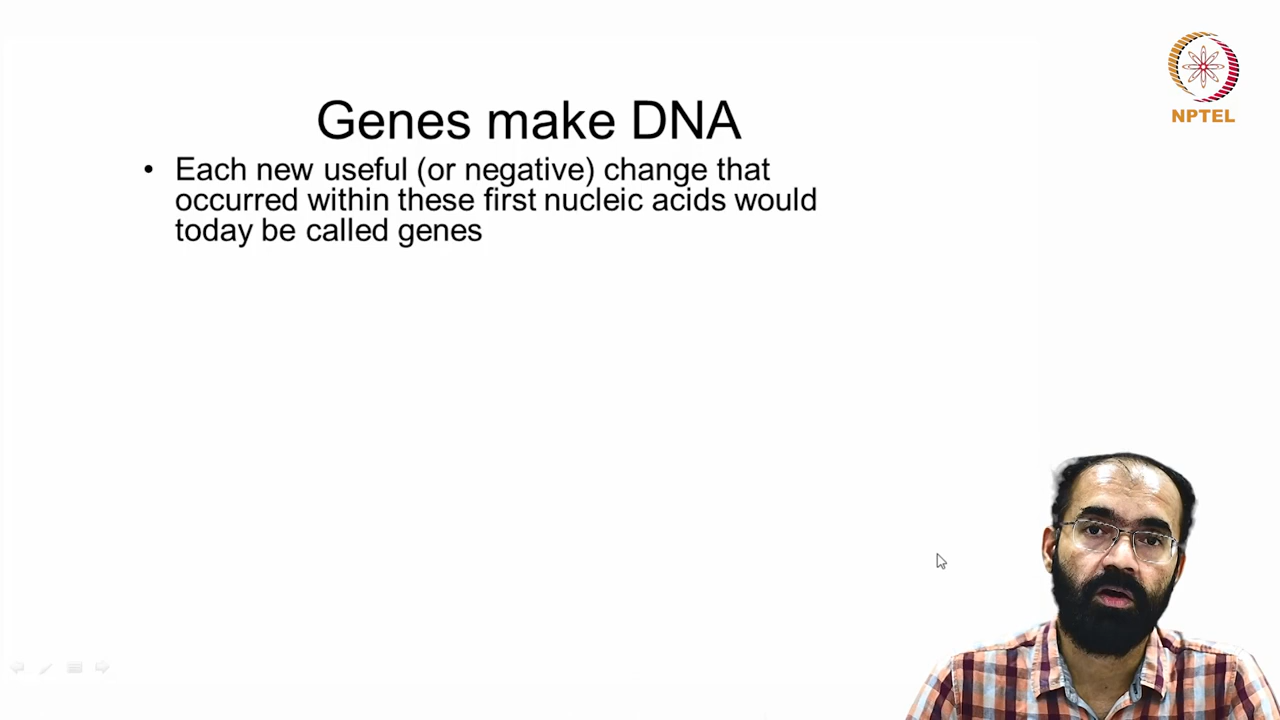 NPTEL
Genes make DNA
• Each new useful (or negative) change that
occurred within these first nucleic acids would
today be called genes